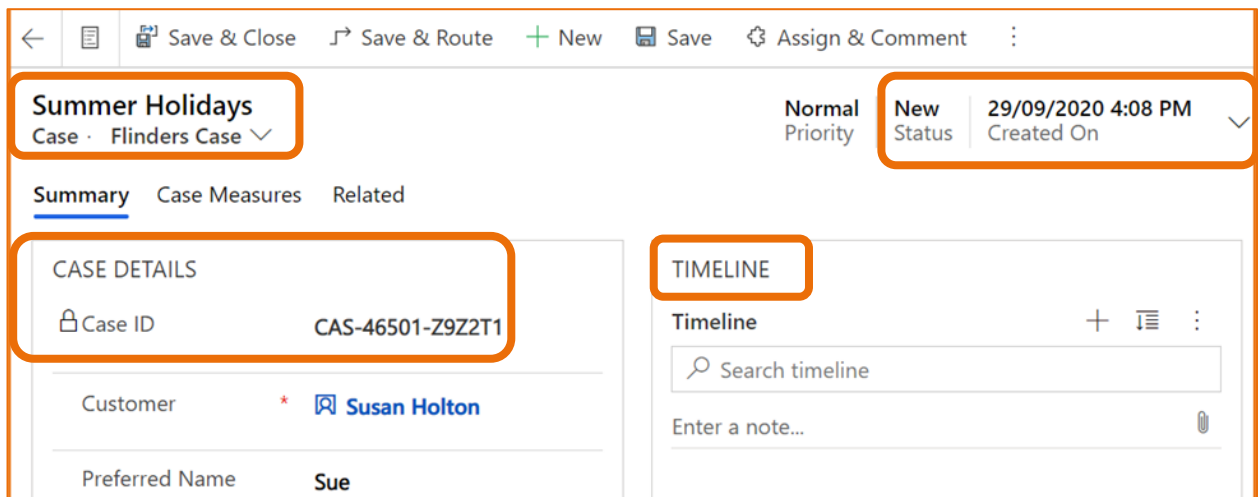 Save & Close Save & Route New Save Assign & Comment
Summer Holidays
Case · Flinders Case
Normal
Priority
New
Status
29/09/2020 4:08 PM
Created On
Summary Case Measures Related
CASE DETAILS
Case ID CAS-46501-Z9Z2T1
Customer * Susan Holton
Preferred Name Sue
TIMELINE
Timeline
Search timeline
Enter a note...